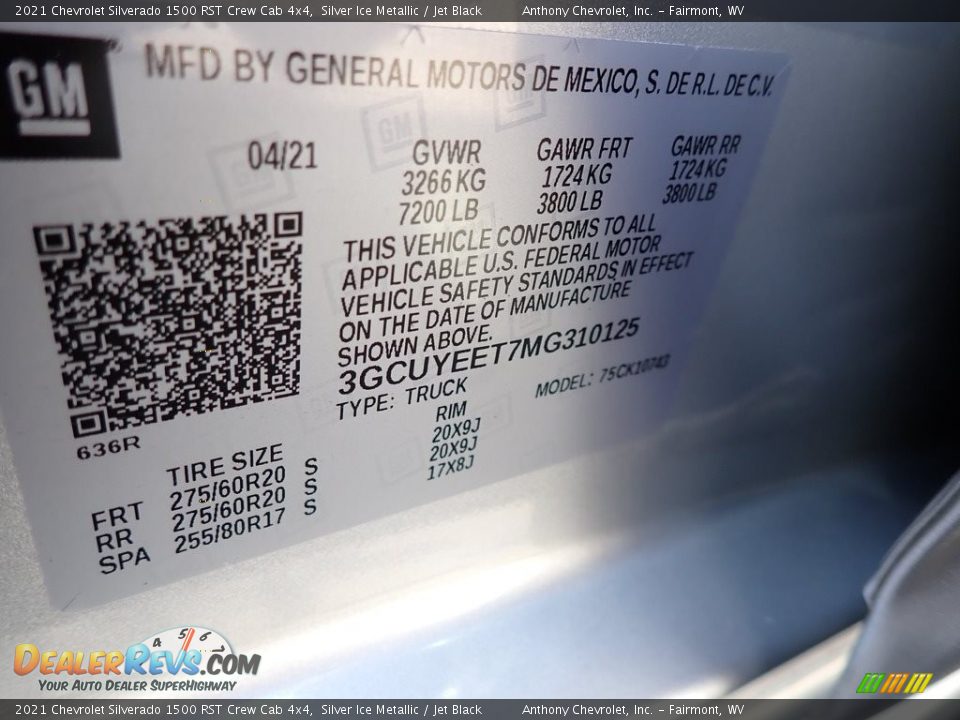 2021 Chevrolet Silverado 1500 RST Crew Cab 4x4, Silver Ice Metallic / Jet Black Anthony Chevrolet, Inc. - Fairmont, WV
GM
MFD BY GENERAL MOTORS DE MEXICO, S. DE R.L. DE C.V.
04/21 GVWR GAWR FRT GAWR RR
3266 KG 1724 KG 1724 KG
7200 LB 3800 LB 3800 LB
THIS VEHICLE CONFORMS TO ALL
APPLICABLE U.S. FEDERAL MOTOR
VEHICLE SAFETY STANDARDS IN EFFECT
ON THE DATE OF MANUFACTURE
SHOWN ABOVE.
3GCUYEET7MG310125
TYPE: TRUCK MODEL: 75CK10743
636R
TIRE SIZE RIM
FRT 275/60R20 S 20X9J
RR 275/60R20 S 20X9J
SPA 255/80R17 S 17X8J
4 5 6
DealerRevs.com
Your Auto Dealer SuperHighway
2021 Chevrolet Silverado 1500 RST Crew Cab 4x4, Silver Ice Metallic / Jet Black Anthony Chevrolet, Inc. - Fairmont, WV